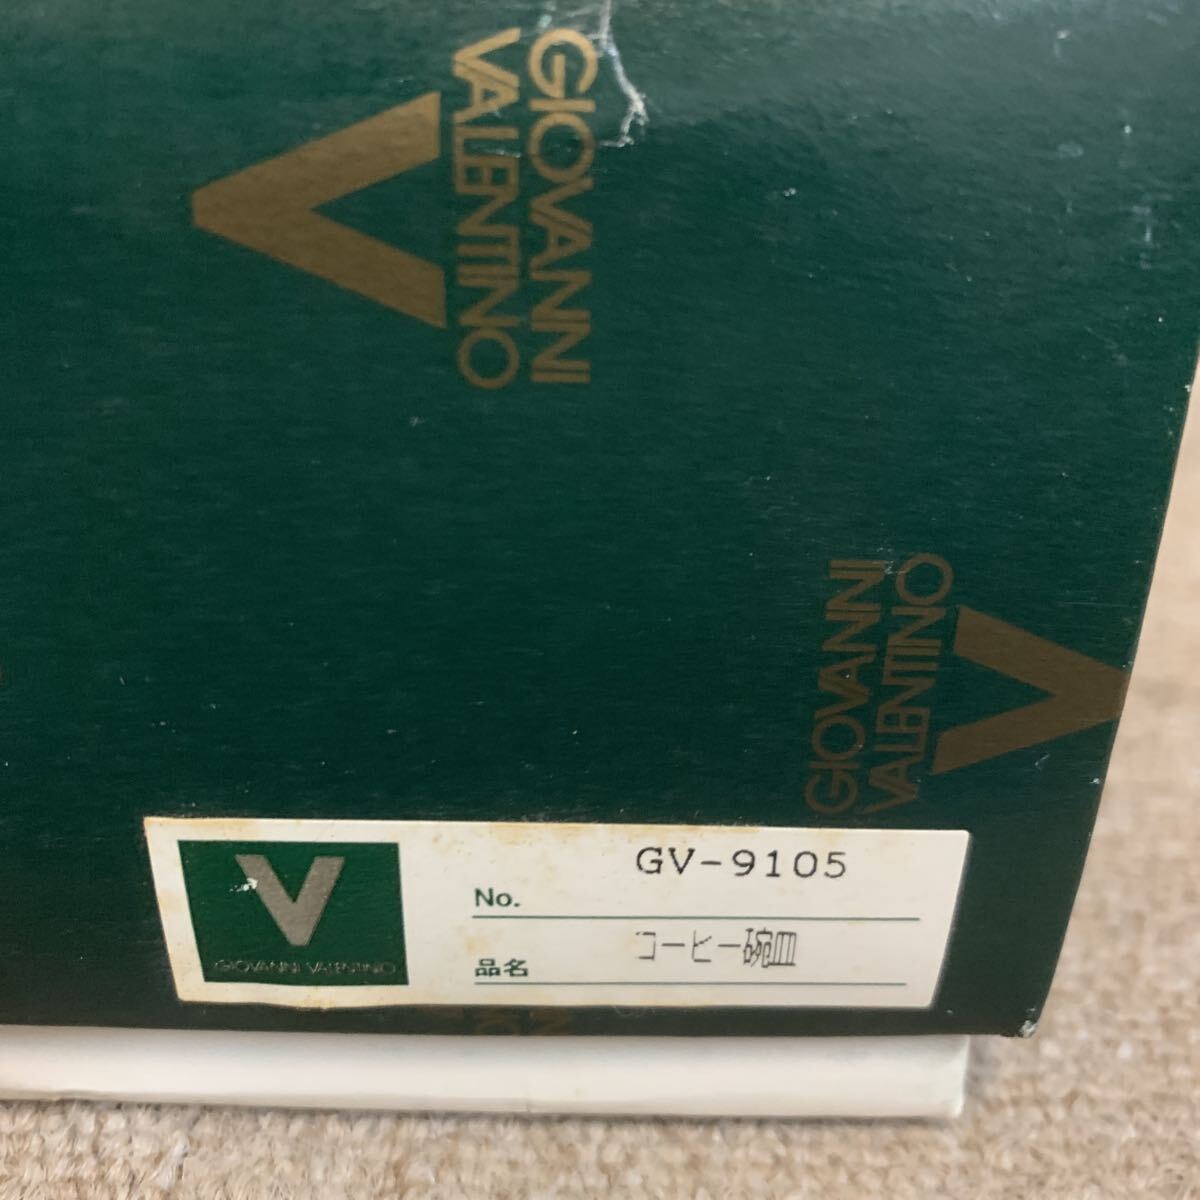 GIOVANNI
VALENTINO
GIOVANNI
VALENTINO
GIOVANNI VALENTINO
No. GV-9105
品名 コーヒー碗皿